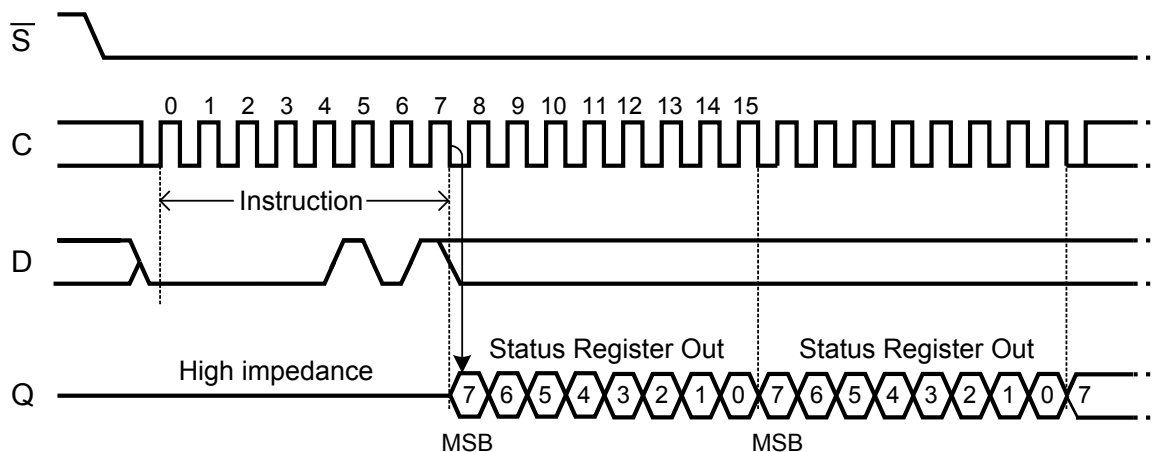 S̅
0 1 2 3 4 5 6 7 8 9 10 11 12 13 14 15
C
Instruction
D
Status Register Out Status Register Out
High impedance
Q 7 6 5 4 3 2 1 0 7 6 5 4 3 2 1 0 7
MSB MSB